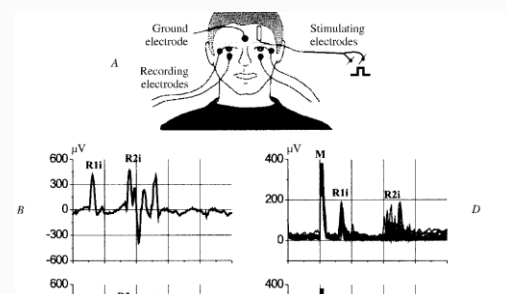 Ground
electrode
Stimulating
electrodes
A
Recording
electrodes
µV
600
R1i
R2i
300
B
0
-300
-600
µV
400
M
R1i
R2i
200
D
0
600
400